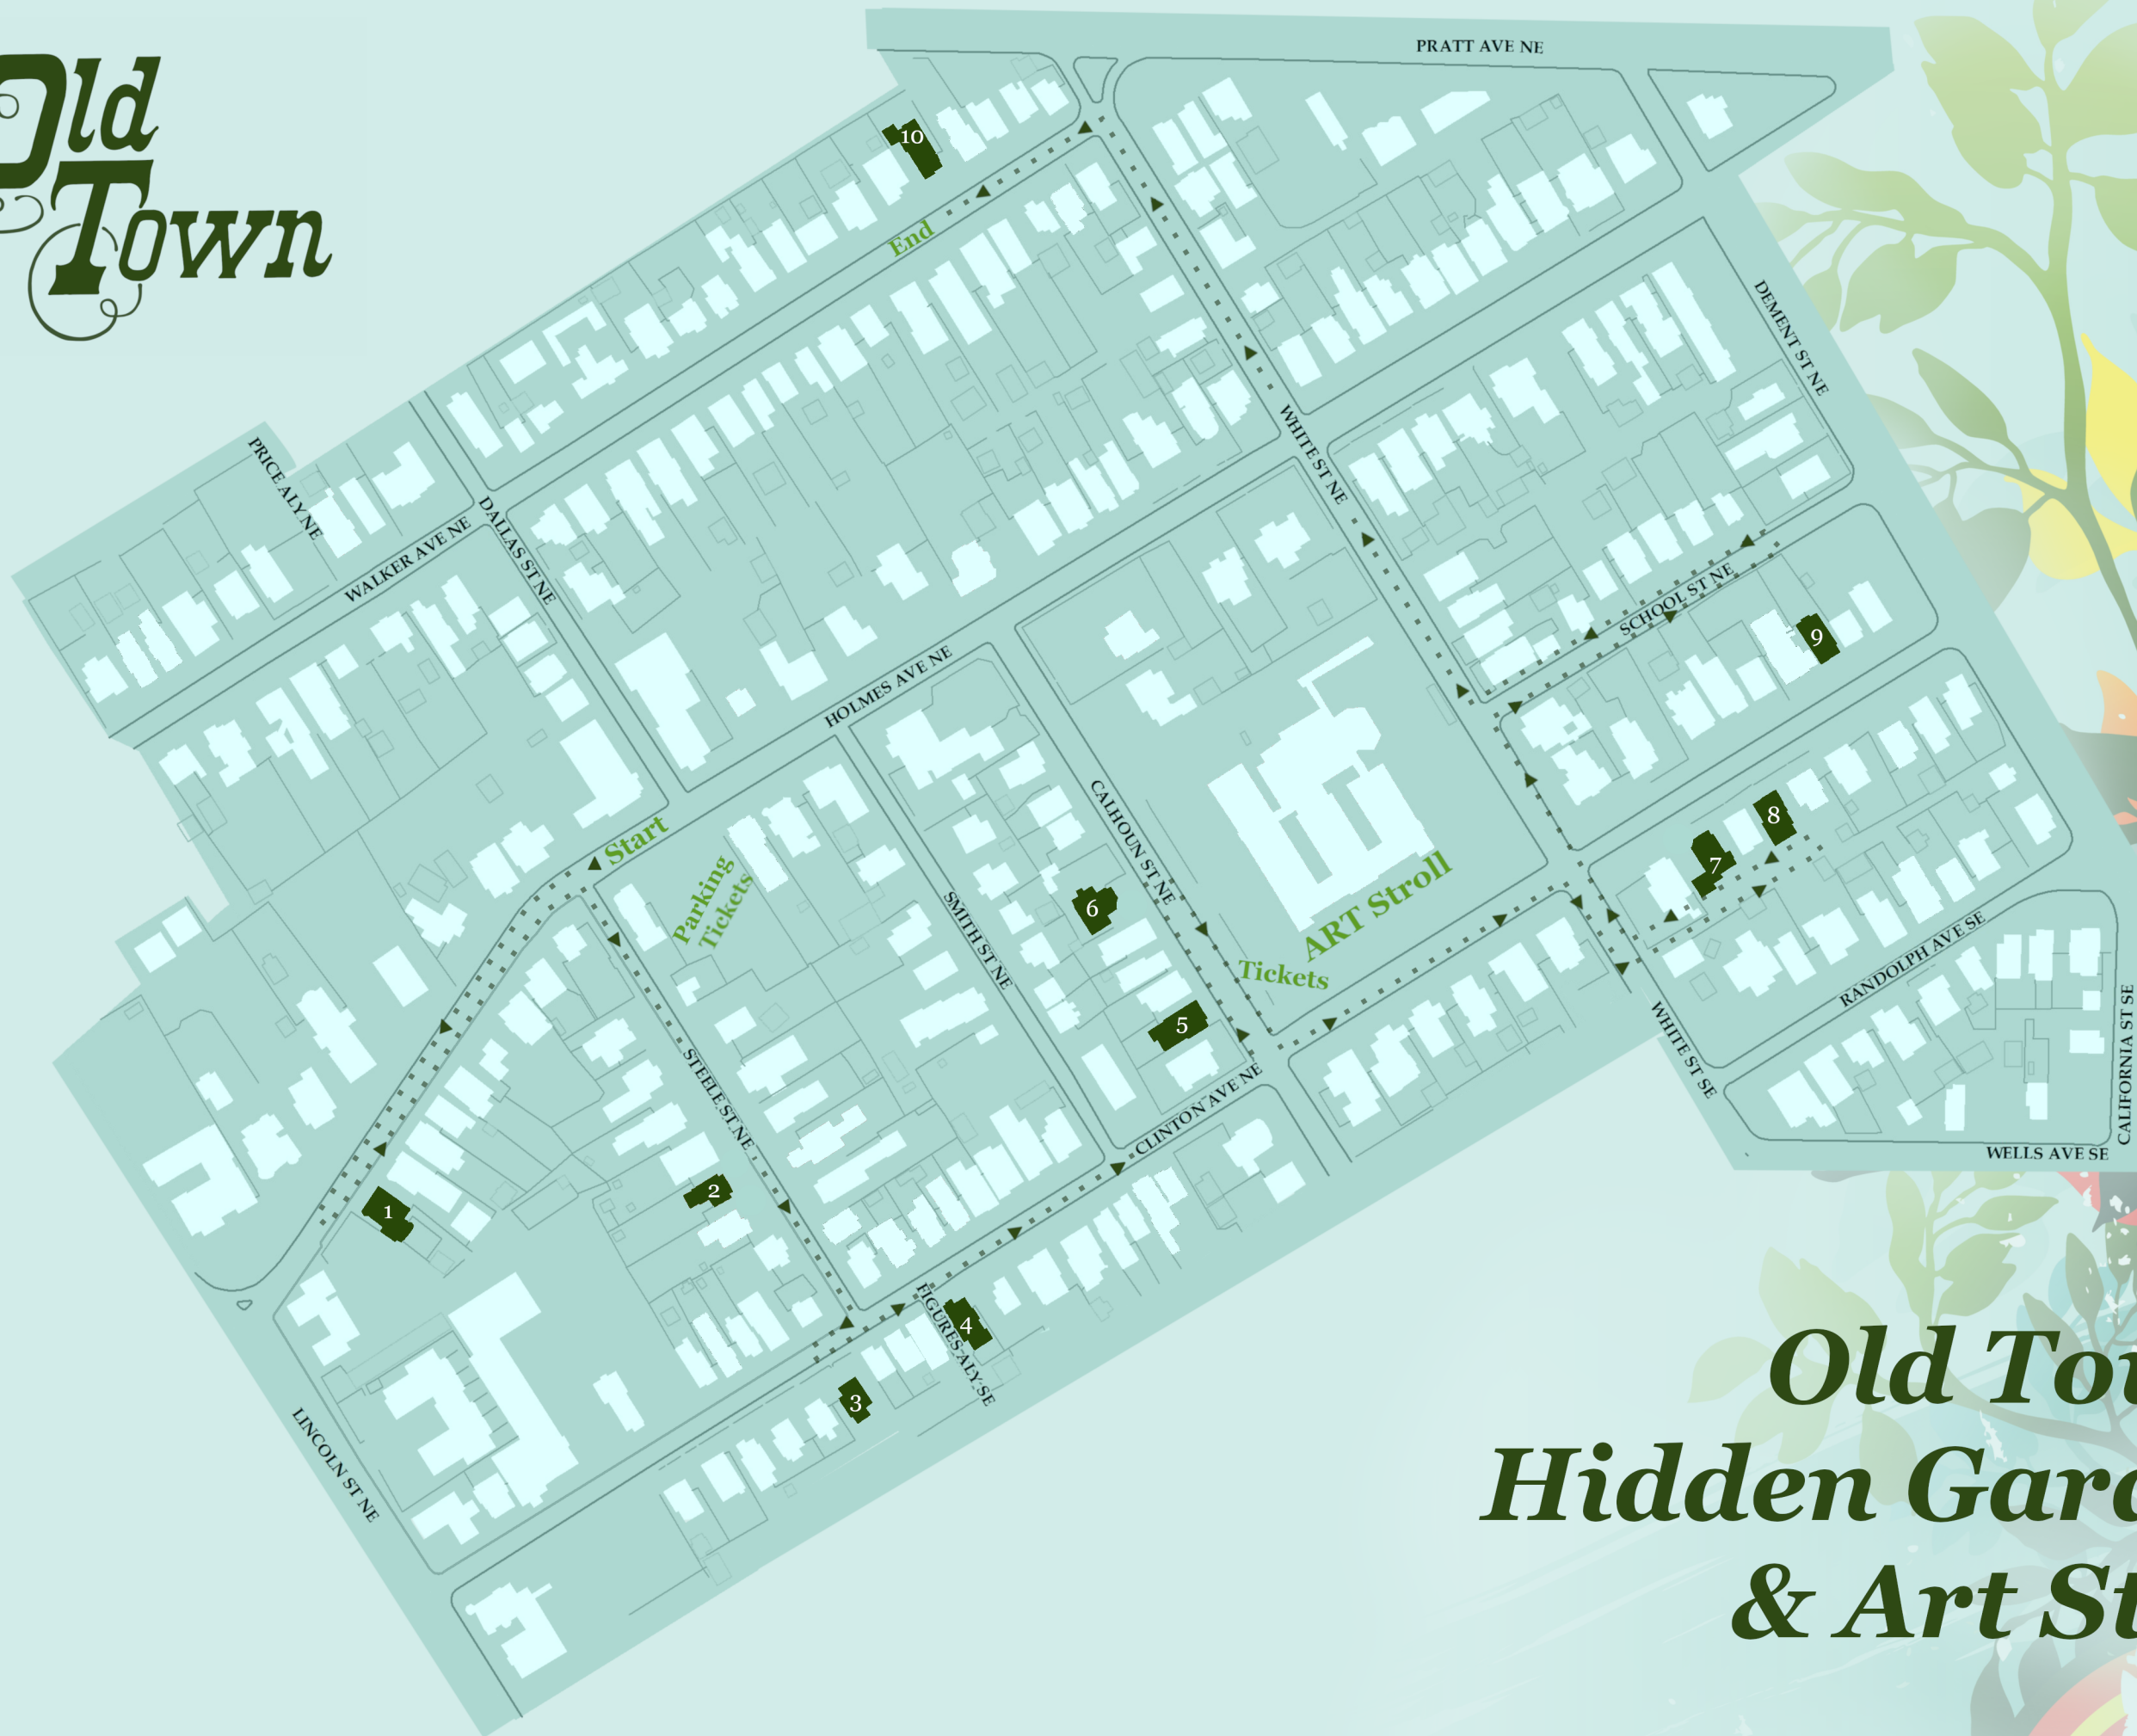 Old
Town
PRATT AVE NE
10
End
DEMENT ST NE
WHITE ST NE
PRICE ALY NE
WALKER AVE NE
DALLAS ST NE
SCHOOL ST NE
9
HOLMES AVE NE
Start
Parking
Tickets
CALHOUN ST NE
8
7
6
SMITH ST NE
ART Stroll
Tickets
RANDOLPH AVE SE
5
WHITE ST SE
CALIFORNIA ST SE
STEELE ST NE
CLINTON AVE NE
WELLS AVE SE
2
1
FIGURES ALY SE
4
3
LINCOLN ST NE
Old Tow
Hidden Gard
& Art St